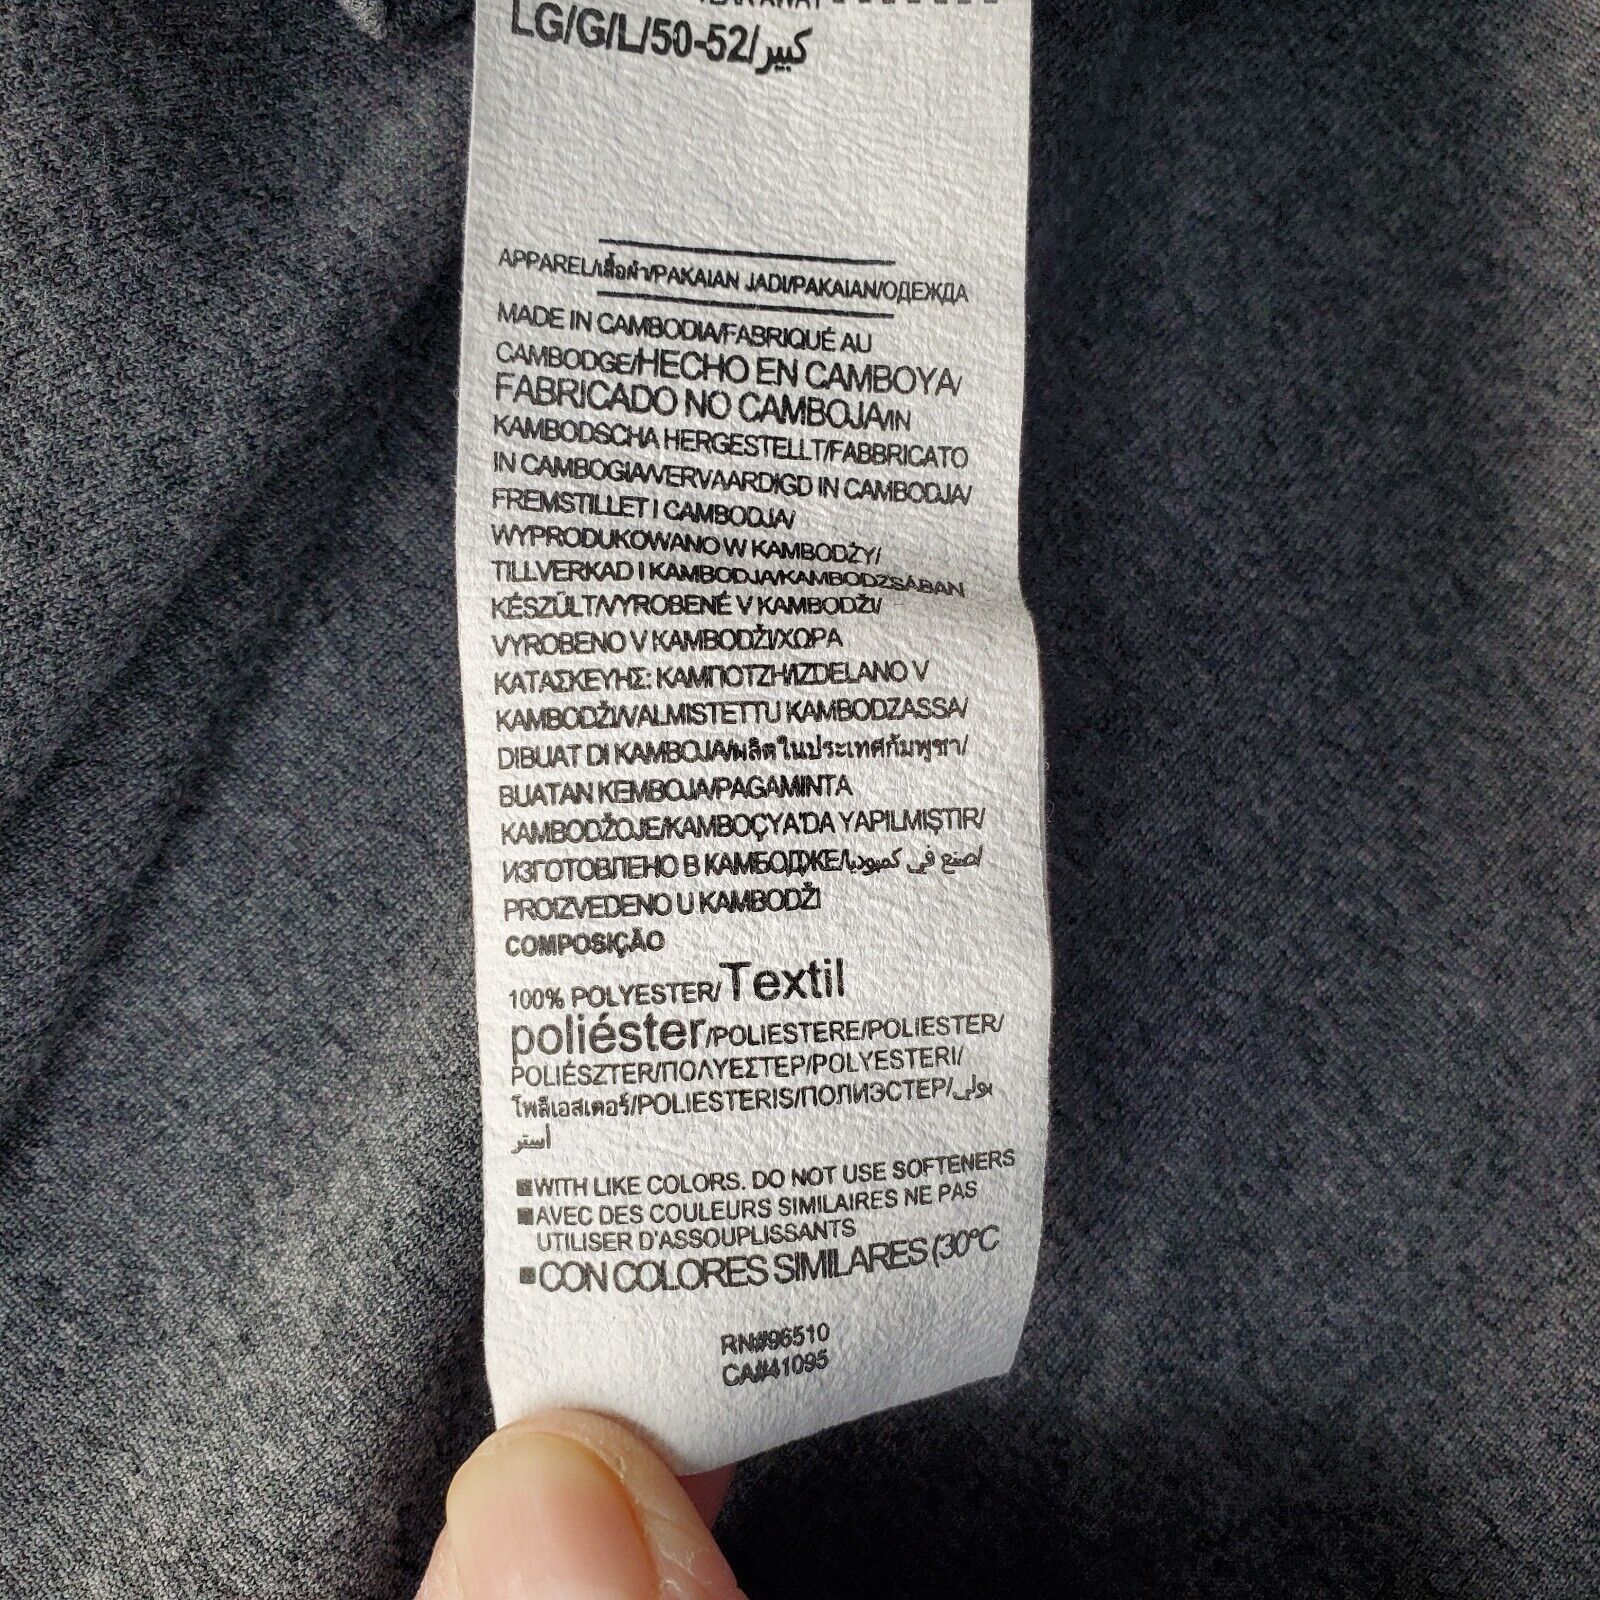 LG/G/L/50-52/كبير
APPAREL/เสื้อผ้า/PAKAIAN JADI/PAKAIAN/ОДЕЖДА
MADE IN CAMBODIA/FABRIQUÉ AU
CAMBODGE/HECHO EN CAMBOYA/
FABRICADO NO CAMBOJA/IN
KAMBODSCHA HERGESTELLT/FABBRICATO
IN CAMBOGIA/VERVAARDIGD IN CAMBODJA/
FREMSTILLET I CAMBODJA/
WYPRODUKOWANO W KAMBODŻY/
TILLVERKAD I KAMBODJA/KAMBODZSÁBAN
KÉSZÜLT/VYROBENÉ V KAMBODŽI/
VYROBENO V KAMBODŽI/ΧΩΡΑ
ΚΑΤΑΣΚΕΥΗΣ: ΚΑΜΠΟΤΖΗ/IZDELANO V
KAMBODŽI/VALMISTETTU KAMBODZASSA/
DIBUAT DI KAMBOJA/ผลิตในประเทศกัมพูชา/
BUATAN KEMBOJA/PAGAMINTA
KAMBODŽOJE/KAMBOÇYA'DA YAPILMIŞTIR/
ИЗГОТОВЛЕНО В КАМБОДЖЕ/صنع في كمبوديا/
PROIZVEDENO U KAMBODŽI
COMPOSIÇÃO
100% POLYESTER/Textil
poliéster/POLIESTERE/POLIESTER/
POLIÉSZTER/ΠΟΛΥΕΣΤΕΡ/POLYESTERI/
โพลีเอสเตอร์/POLIESTERIS/ПОЛИЭСТЕР/بولي
أستر
■WITH LIKE COLORS. DO NOT USE SOFTENERS
■AVEC DES COULEURS SIMILAIRES NE PAS
UTILISER D'ASSOUPLISSANTS
■CON COLORES SIMILARES (30°C
RN#96510
CA#41095